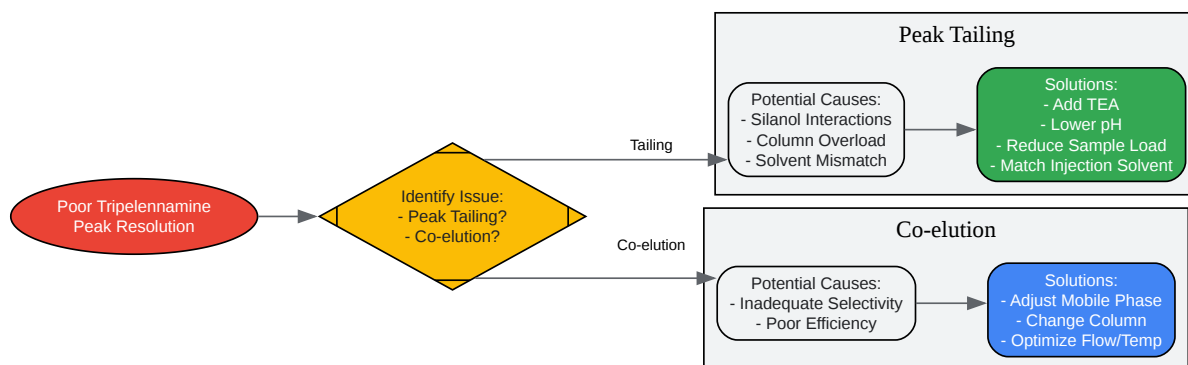 Poor Tripelennamine
Peak Resolution
Identify Issue:
- Peak Tailing?
- Co-elution?
Tailing
Co-elution
Peak Tailing
Potential Causes:
- Silanol Interactions
- Column Overload
- Solvent Mismatch
Solutions:
- Add TEA
- Lower pH
- Reduce Sample Load
- Match Injection Solvent
Co-elution
Potential Causes:
- Inadequate Selectivity
- Poor Efficiency
Solutions:
- Adjust Mobile Phase
- Change Column
- Optimize Flow/Temp